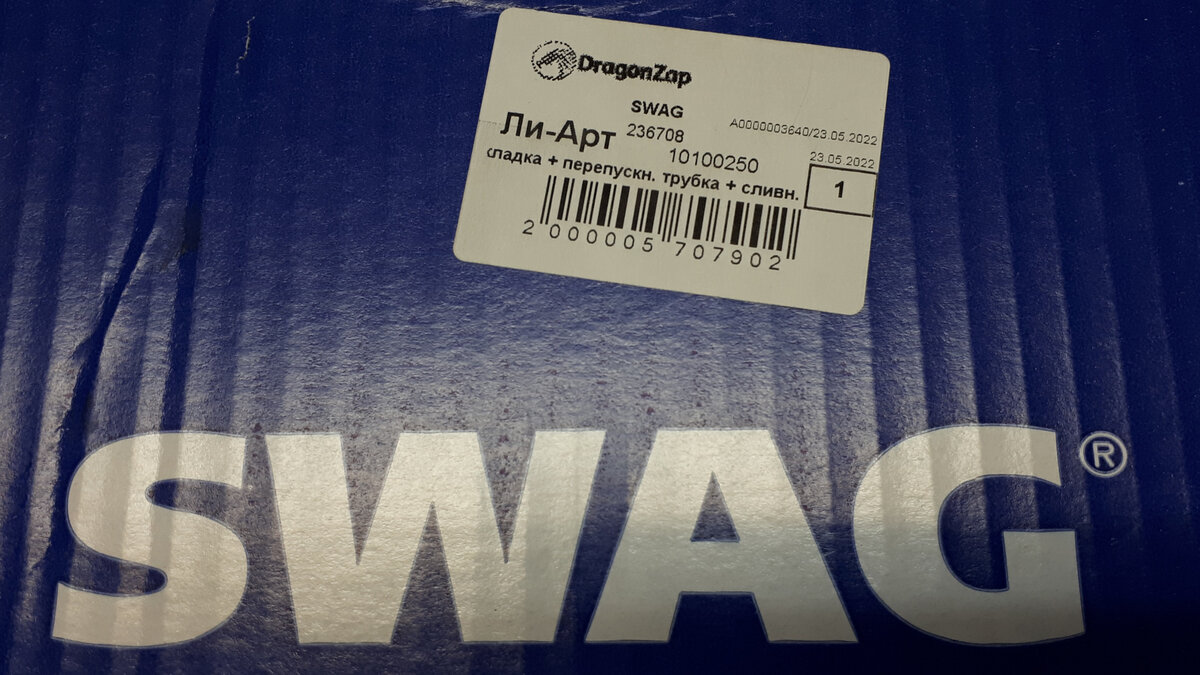 DragonZap
SWAG
Ли-Арт 236708 A0000003640/23.05.2022
10100250 23.05.2022
кладка + перепускн. трубка + сливн. 1
2 000005 707902
SWAG®